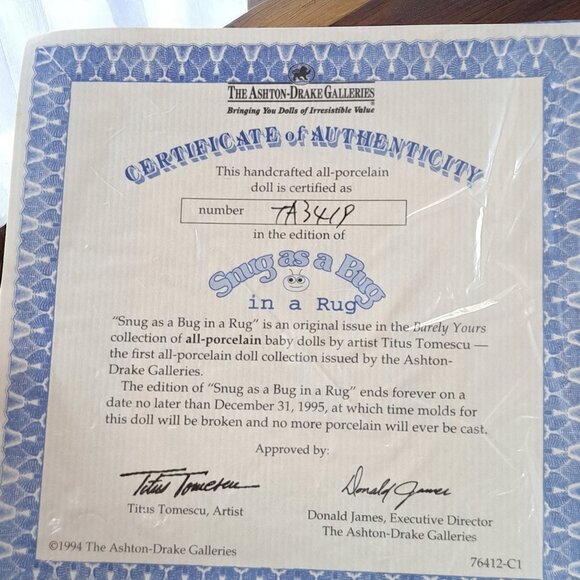 THE ASHTON-DRAKE GALLERIES
Bringing You Dolls of Irresistible Value
CERTIFICATE of AUTHENTICITY
This handcrafted all-porcelain
doll is certified as
number TA3419
in the edition of
Snug as a Bug
in a Rug
"Snug as a Bug in a Rug" is an original issue in the Barely Yours
collection of all-porcelain baby dolls by artist Titus Tomescu —
the first all-porcelain doll collection issued by the Ashton-
Drake Galleries.
The edition of "Snug as a Bug in a Rug" ends forever on a
date no later than December 31, 1995, at which time molds for
this doll will be broken and no more porcelain will ever be cast.
Approved by:
Titus Tomescu
Donald James
Titus Tomescu, Artist
Donald James, Executive Director
The Ashton-Drake Galleries
©1994 The Ashton-Drake Galleries
76412-C1